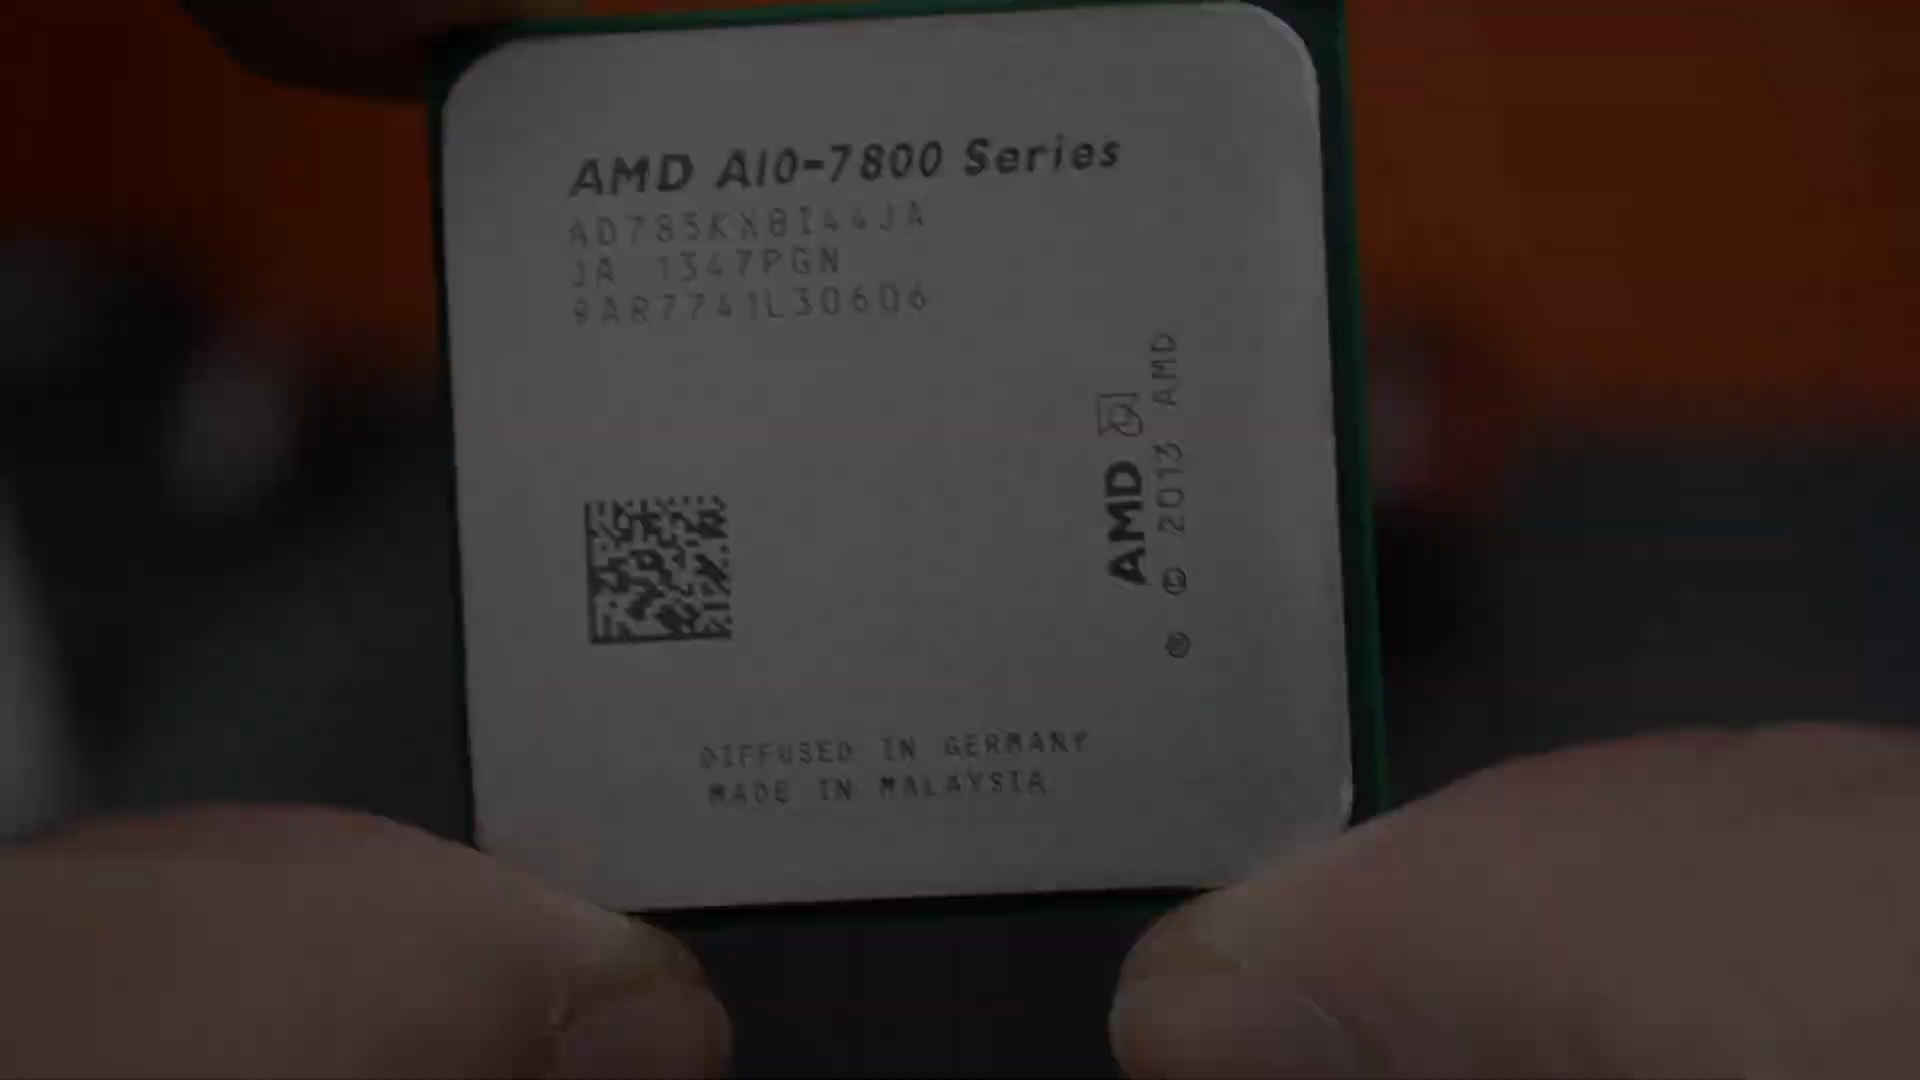 AMD A10-7800 Series
AD785KXBI44JA
JA 1347PGN
9AR7741L30606
AMD
® © 2013 AMD
DIFFUSED IN GERMANY
MADE IN MALAYSIA